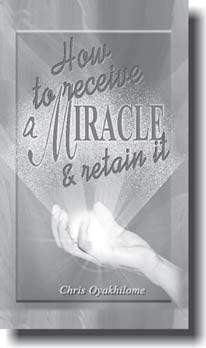 How
to receive
a MIRACLE
& retain it
Chris Oyakhilome